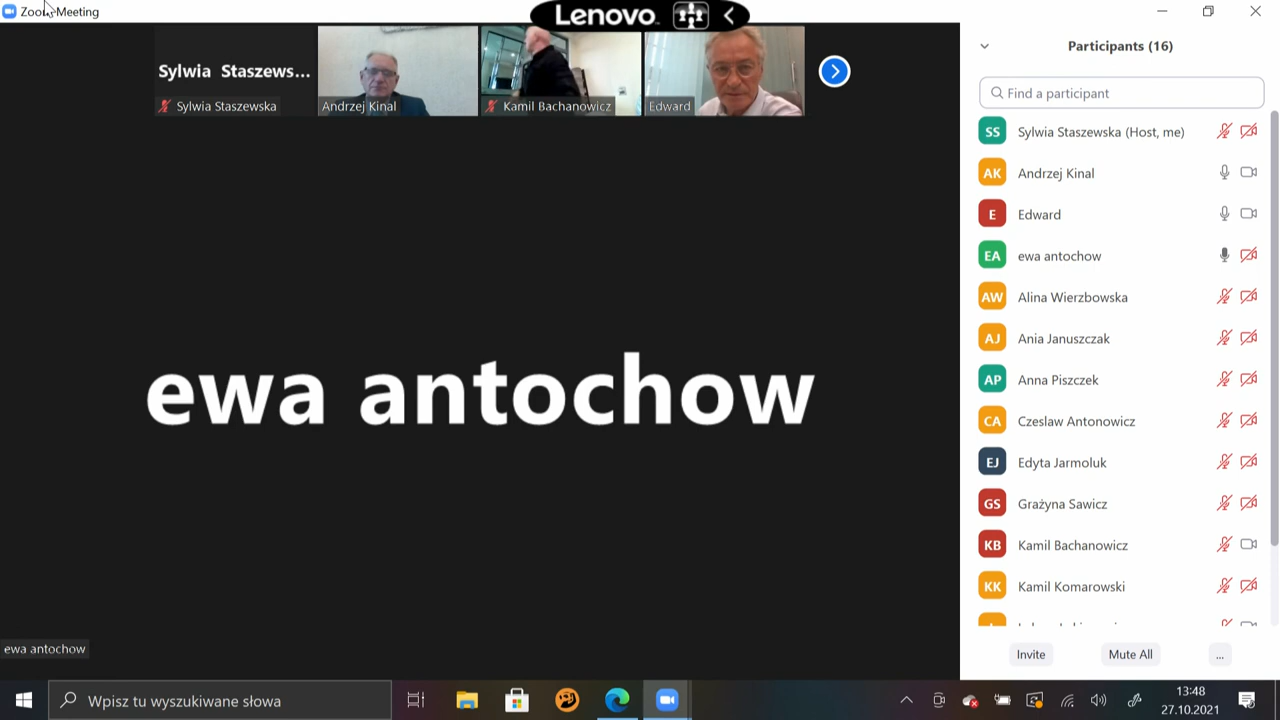 Zoom Meeting
Lenovo
Sylwia Staszews...
Sylwia Staszewska
Andrzej Kinal
Kamil Bachanowicz
Edward
ewa antochow
ewa antochow
Participants (16)
Find a participant
SS Sylwia Staszewska (Host, me)
AK Andrzej Kinal
E Edward
EA ewa antochow
AW Alina Wierzbowska
AJ Ania Januszczak
AP Anna Piszczek
CA Czeslaw Antonowicz
EJ Edyta Jarmoluk
GS Grażyna Sawicz
KB Kamil Bachanowicz
KK Kamil Komarowski
Invite
Mute All
...
Wpisz tu wyszukiwane słowa
13:48
27.10.2021